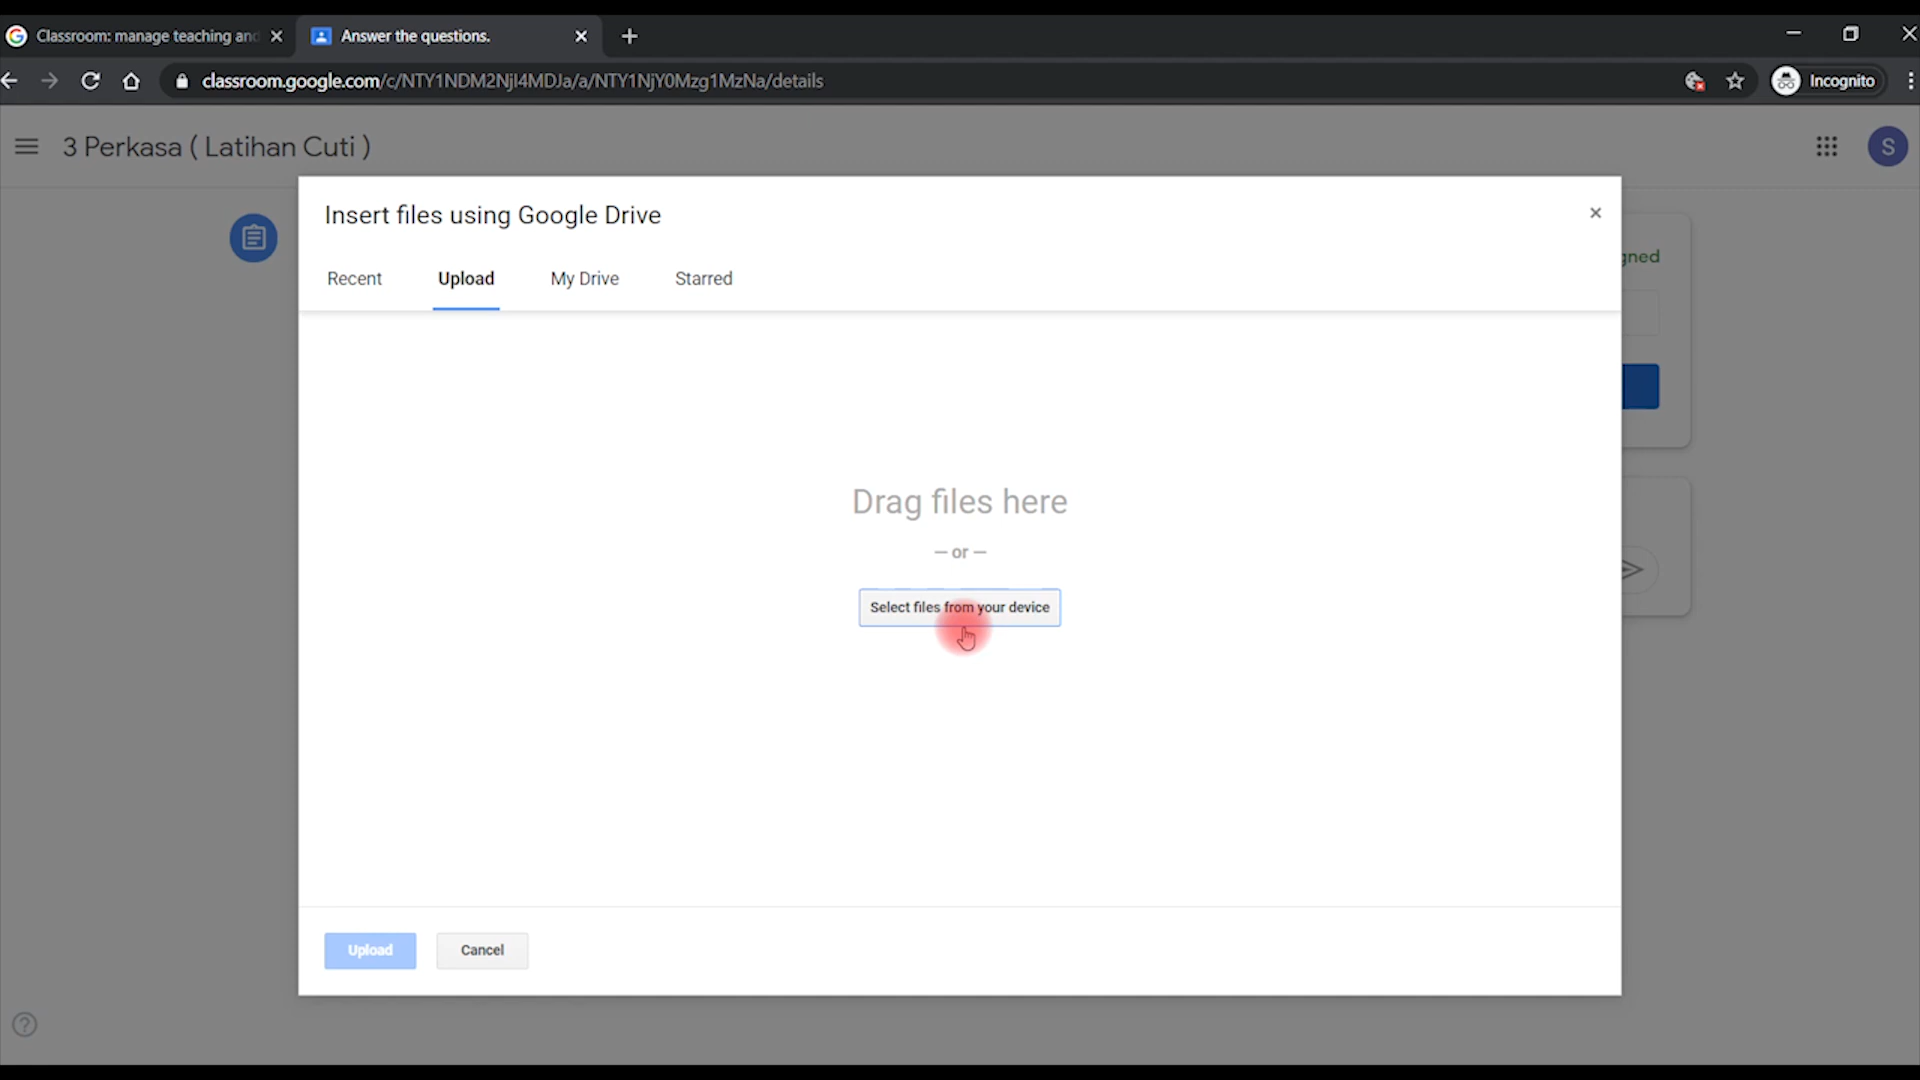 Classroom: manage teaching and
Answer the questions.
classroom.google.com/c/NTY1NDM2NjI4MDJa/a/NTY1NjY0Mzg1MzNa/details
Incognito
3 Perkasa ( Latihan Cuti )
S
Insert files using Google Drive
gned
Recent
Upload
My Drive
Starred
Drag files here
— or —
Select files from your device
Upload
Cancel